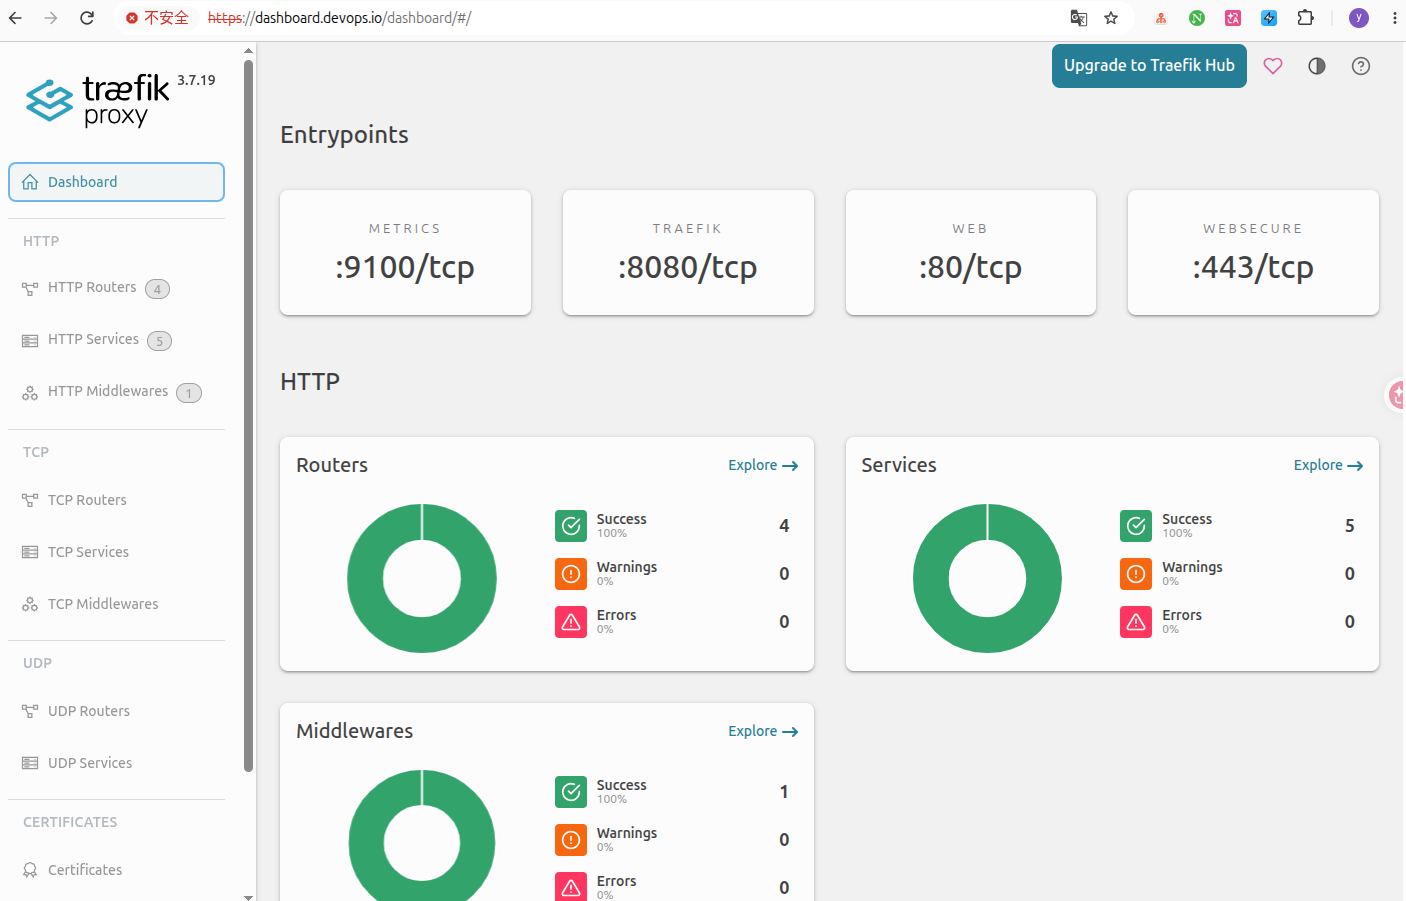 不安全 https://dashboard.devops.io/dashboard/#/
y
træfik 3.7.19
proxy
Upgrade to Traefik Hub
Dashboard
HTTP
HTTP Routers 4
HTTP Services 5
HTTP Middlewares 1
TCP
TCP Routers
TCP Services
TCP Middlewares
UDP
UDP Routers
UDP Services
CERTIFICATES
Certificates
Entrypoints
METRICS
:9100/tcp
TRAEFIK
:8080/tcp
WEB
:80/tcp
WEBSECURE
:443/tcp
HTTP
Routers Explore
Success 4
100%
Warnings 0
0%
Errors 0
0%
Services Explore
Success 5
100%
Warnings 0
0%
Errors 0
0%
Middlewares Explore
Success 1
100%
Warnings 0
0%
Errors 0
0%